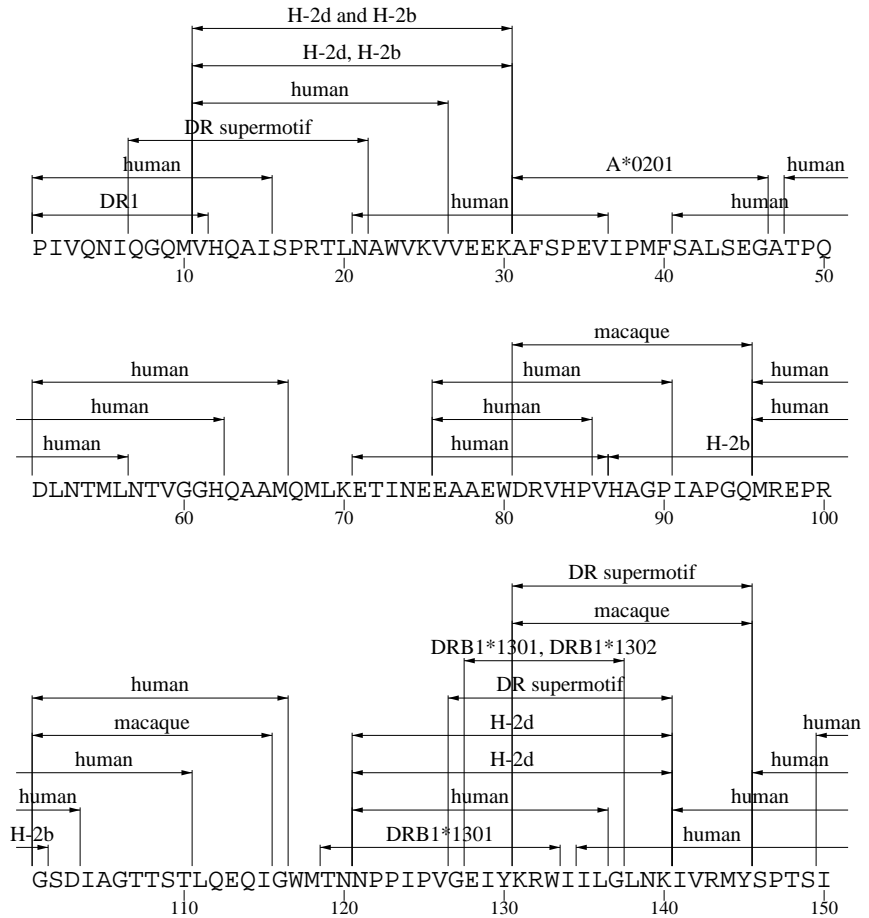 H-2d and H-2b
H-2d, H-2b
human
DR supermotif
human A*0201 human
DR1 human human
PIVQNIQGQMVHQAISPRTLNAWVKVVEEKAFSPEVIPMFSALSEGATPQ
10 20 30 40 50
macaque
human human human
human human human
human human H-2b
DLNTMLNTVGGHQAAMQMLKETINEEAAEWDRVHPVHAGPIAPGQMREPR
60 70 80 90 100
DR supermotif
macaque
DRB1*1301, DRB1*1302
human DR supermotif
macaque H-2d human
human H-2d human
human human human
H-2b DRB1*1301 human
GSDIAGTTSTLQEQIGWMTNNPPIPVGEIYKRWIILGLNKIVRMYSPTSI
110 120 130 140 150